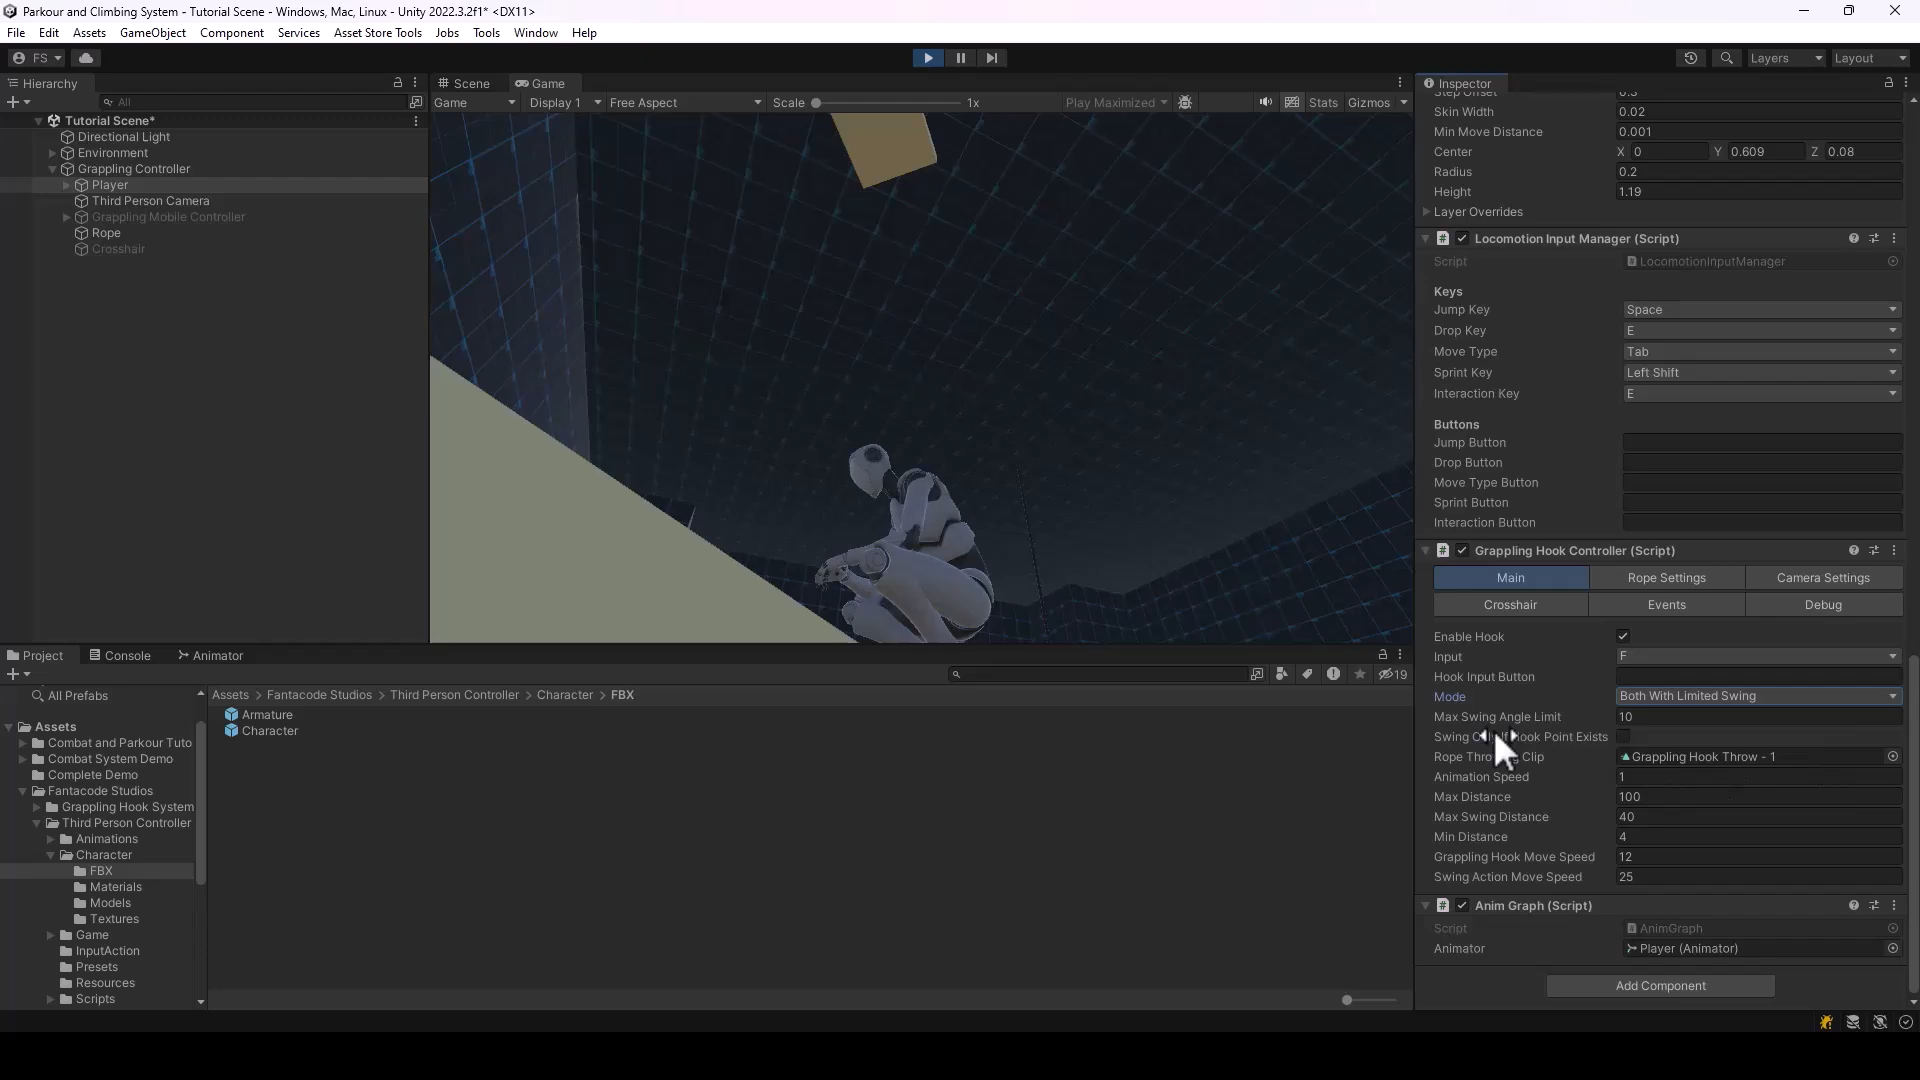 Parkour and Climbing System - Tutorial Scene - Windows, Mac, Linux - Unity 2022.3.2f1* <DX11>
File Edit Assets GameObject Component Services Asset Store Tools Jobs Tools Window Help
FS Layers Layout
Hierarchy
All
Tutorial Scene*
Directional Light
Environment
Grappling Controller
Player
Third Person Camera
Grappling Mobile Controller
Rope
Crosshair
Scene Game
Game Display 1 Free Aspect Scale 1x Play Maximized Stats Gizmos
Inspector
Skin Width 0.02
Min Move Distance 0.001
Center X 0 Y 0.609 Z 0.08
Radius 0.2
Height 1.19
Layer Overrides
# Locomotion Input Manager (Script)
Script LocomotionInputManager
Keys
Jump Key Space
Drop Key E
Move Type Tab
Sprint Key Left Shift
Interaction Key E
Buttons
Jump Button
Drop Button
Move Type Button
Sprint Button
Interaction Button
# Grappling Hook Controller (Script)
Main Rope Settings Camera Settings
Crosshair Events Debug
Enable Hook
Input F
Hook Input Button
Mode Both With Limited Swing
Max Swing Angle Limit 10
Swing Hook Point Exists
Rope Clip Grappling Hook Throw - 1
Animation Speed 1
Max Distance 100
Max Swing Distance 40
Min Distance 4
Grappling Hook Move Speed 12
Swing Action Move Speed 25
# Anim Graph (Script)
Script AnimGraph
Animator Player (Animator)
Add Component
Project Console Animator
19
All Prefabs
Assets
Combat and Parkour Tuto
Combat System Demo
Complete Demo
Fantacode Studios
Grappling Hook System
Third Person Controller
Animations
Character
FBX
Materials
Models
Textures
Game
InputAction
Presets
Resources
Scripts
Assets > Fantacode Studios > Third Person Controller > Character > FBX
Armature
Character